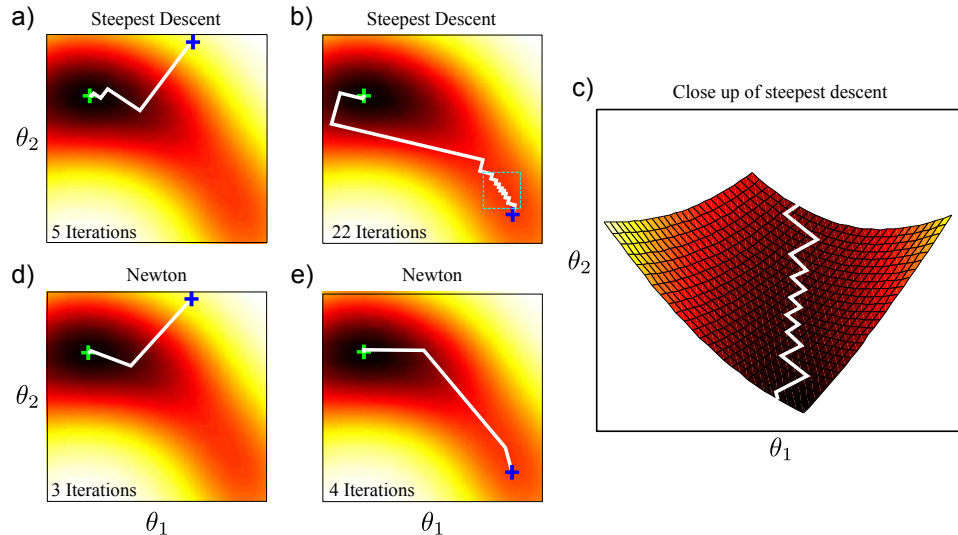 a)
Steepest Descent
θ₂
5 Iterations
b)
Steepest Descent
22 Iterations
c)
Close up of steepest descent
θ₂
θ₁
d)
Newton
θ₂
3 Iterations
θ₁
e)
Newton
4 Iterations
θ₁